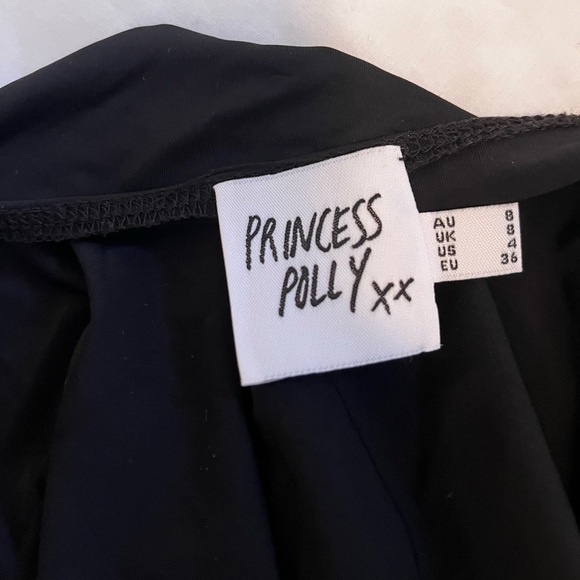 PRINCESS
POLLY xx
AU 8
UK 8
US 4
EU 36